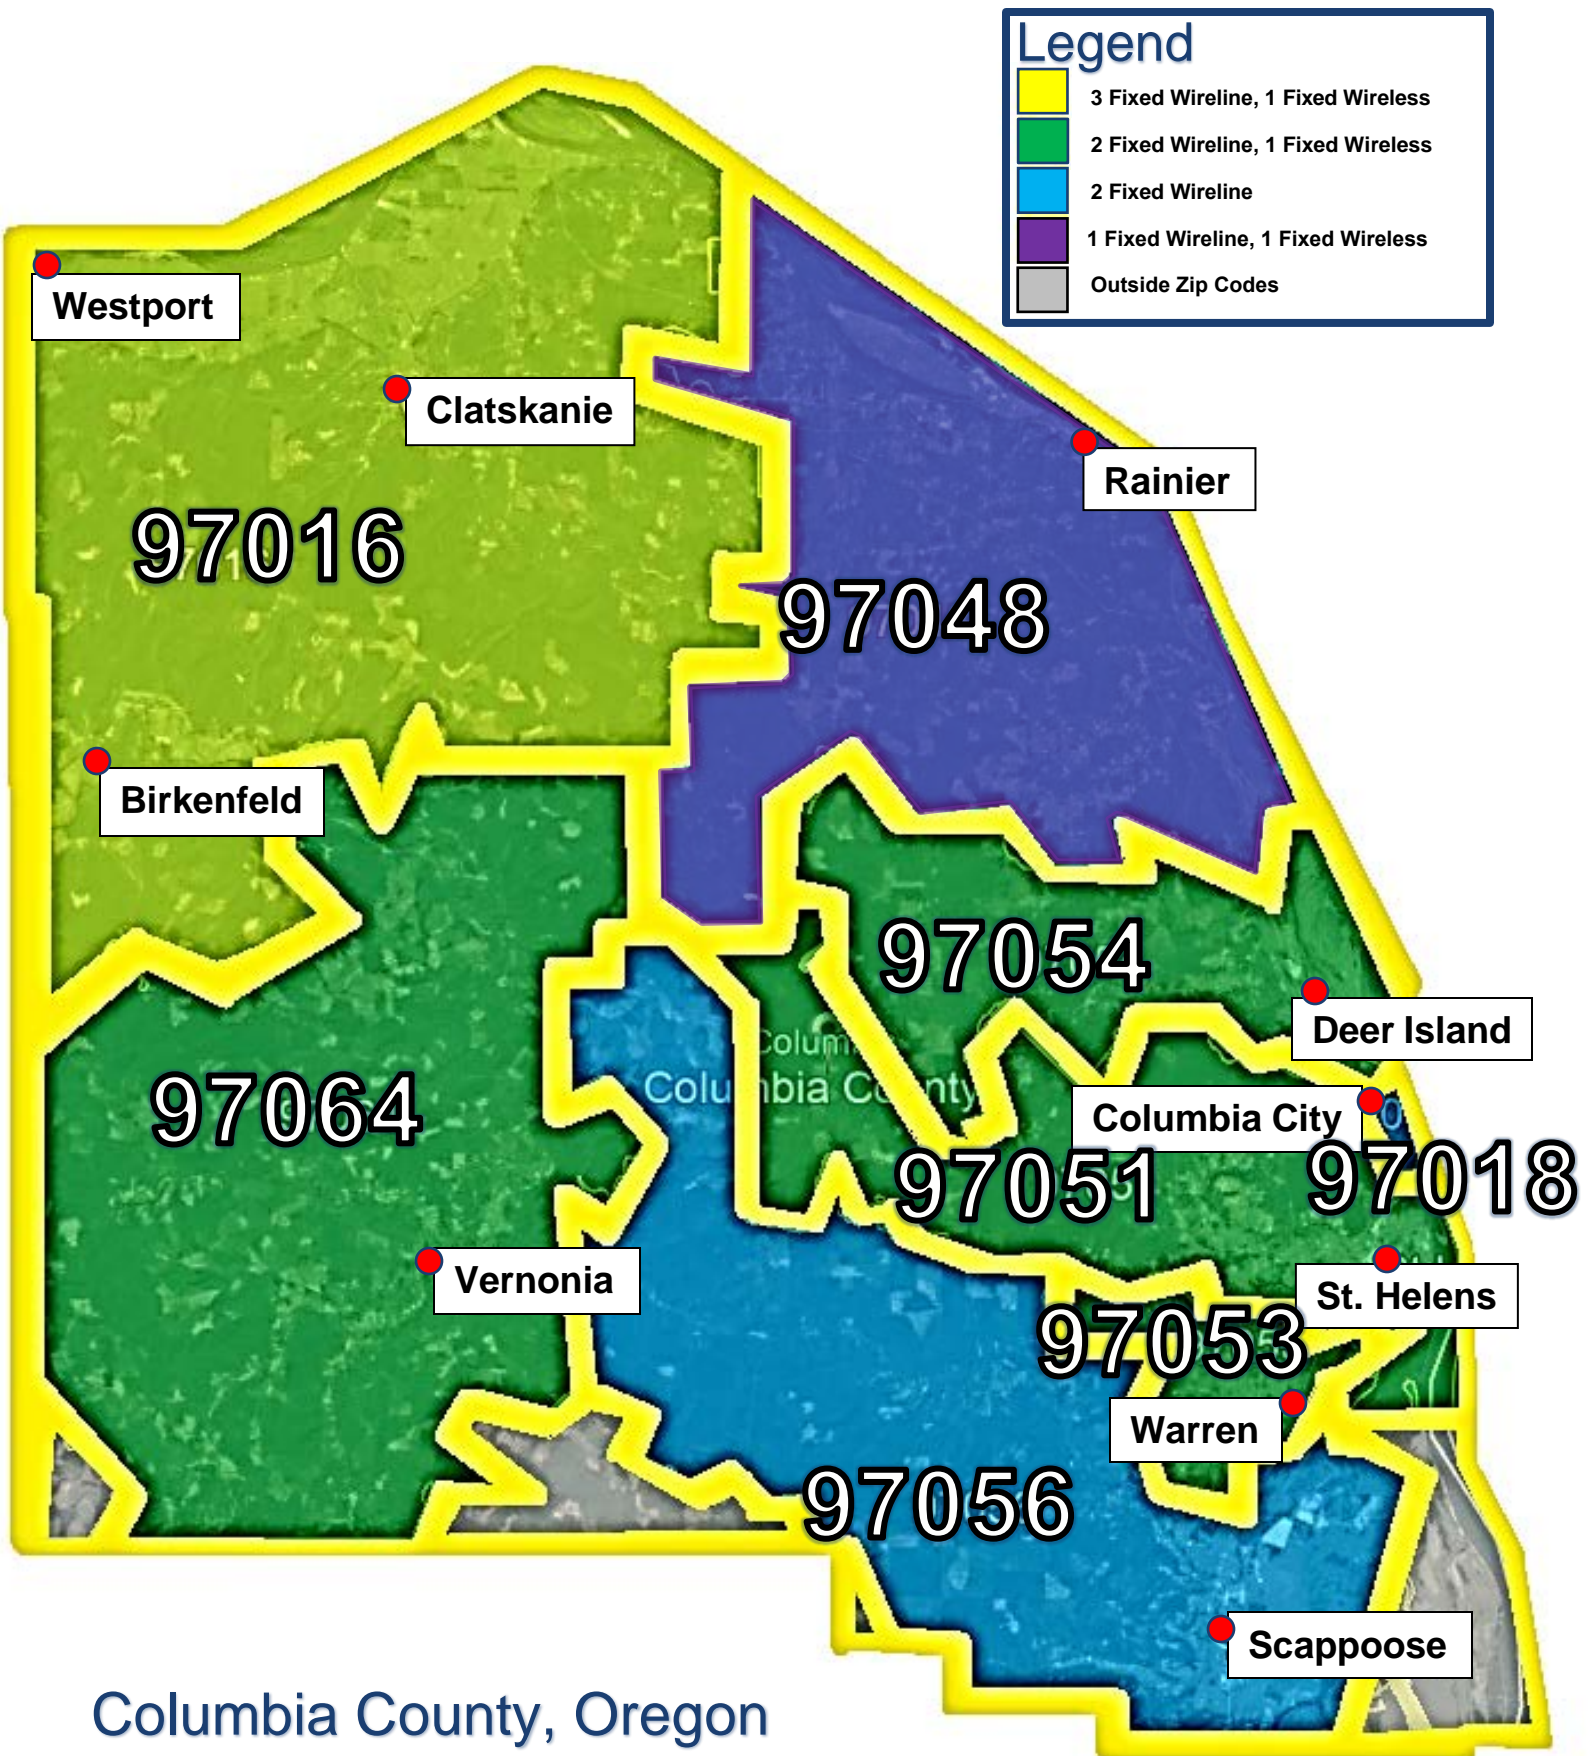 Legend
3 Fixed Wireline, 1 Fixed Wireless
2 Fixed Wireline, 1 Fixed Wireless
2 Fixed Wireline
1 Fixed Wireline, 1 Fixed Wireless
Outside Zip Codes
Westport
Clatskanie
Rainier
97016
97048
Birkenfeld
97054
Deer Island
Columbia County
97064
Columbia City
97051
97018
Vernonia
St. Helens
97053
Warren
97056
Scappoose
Columbia County, Oregon